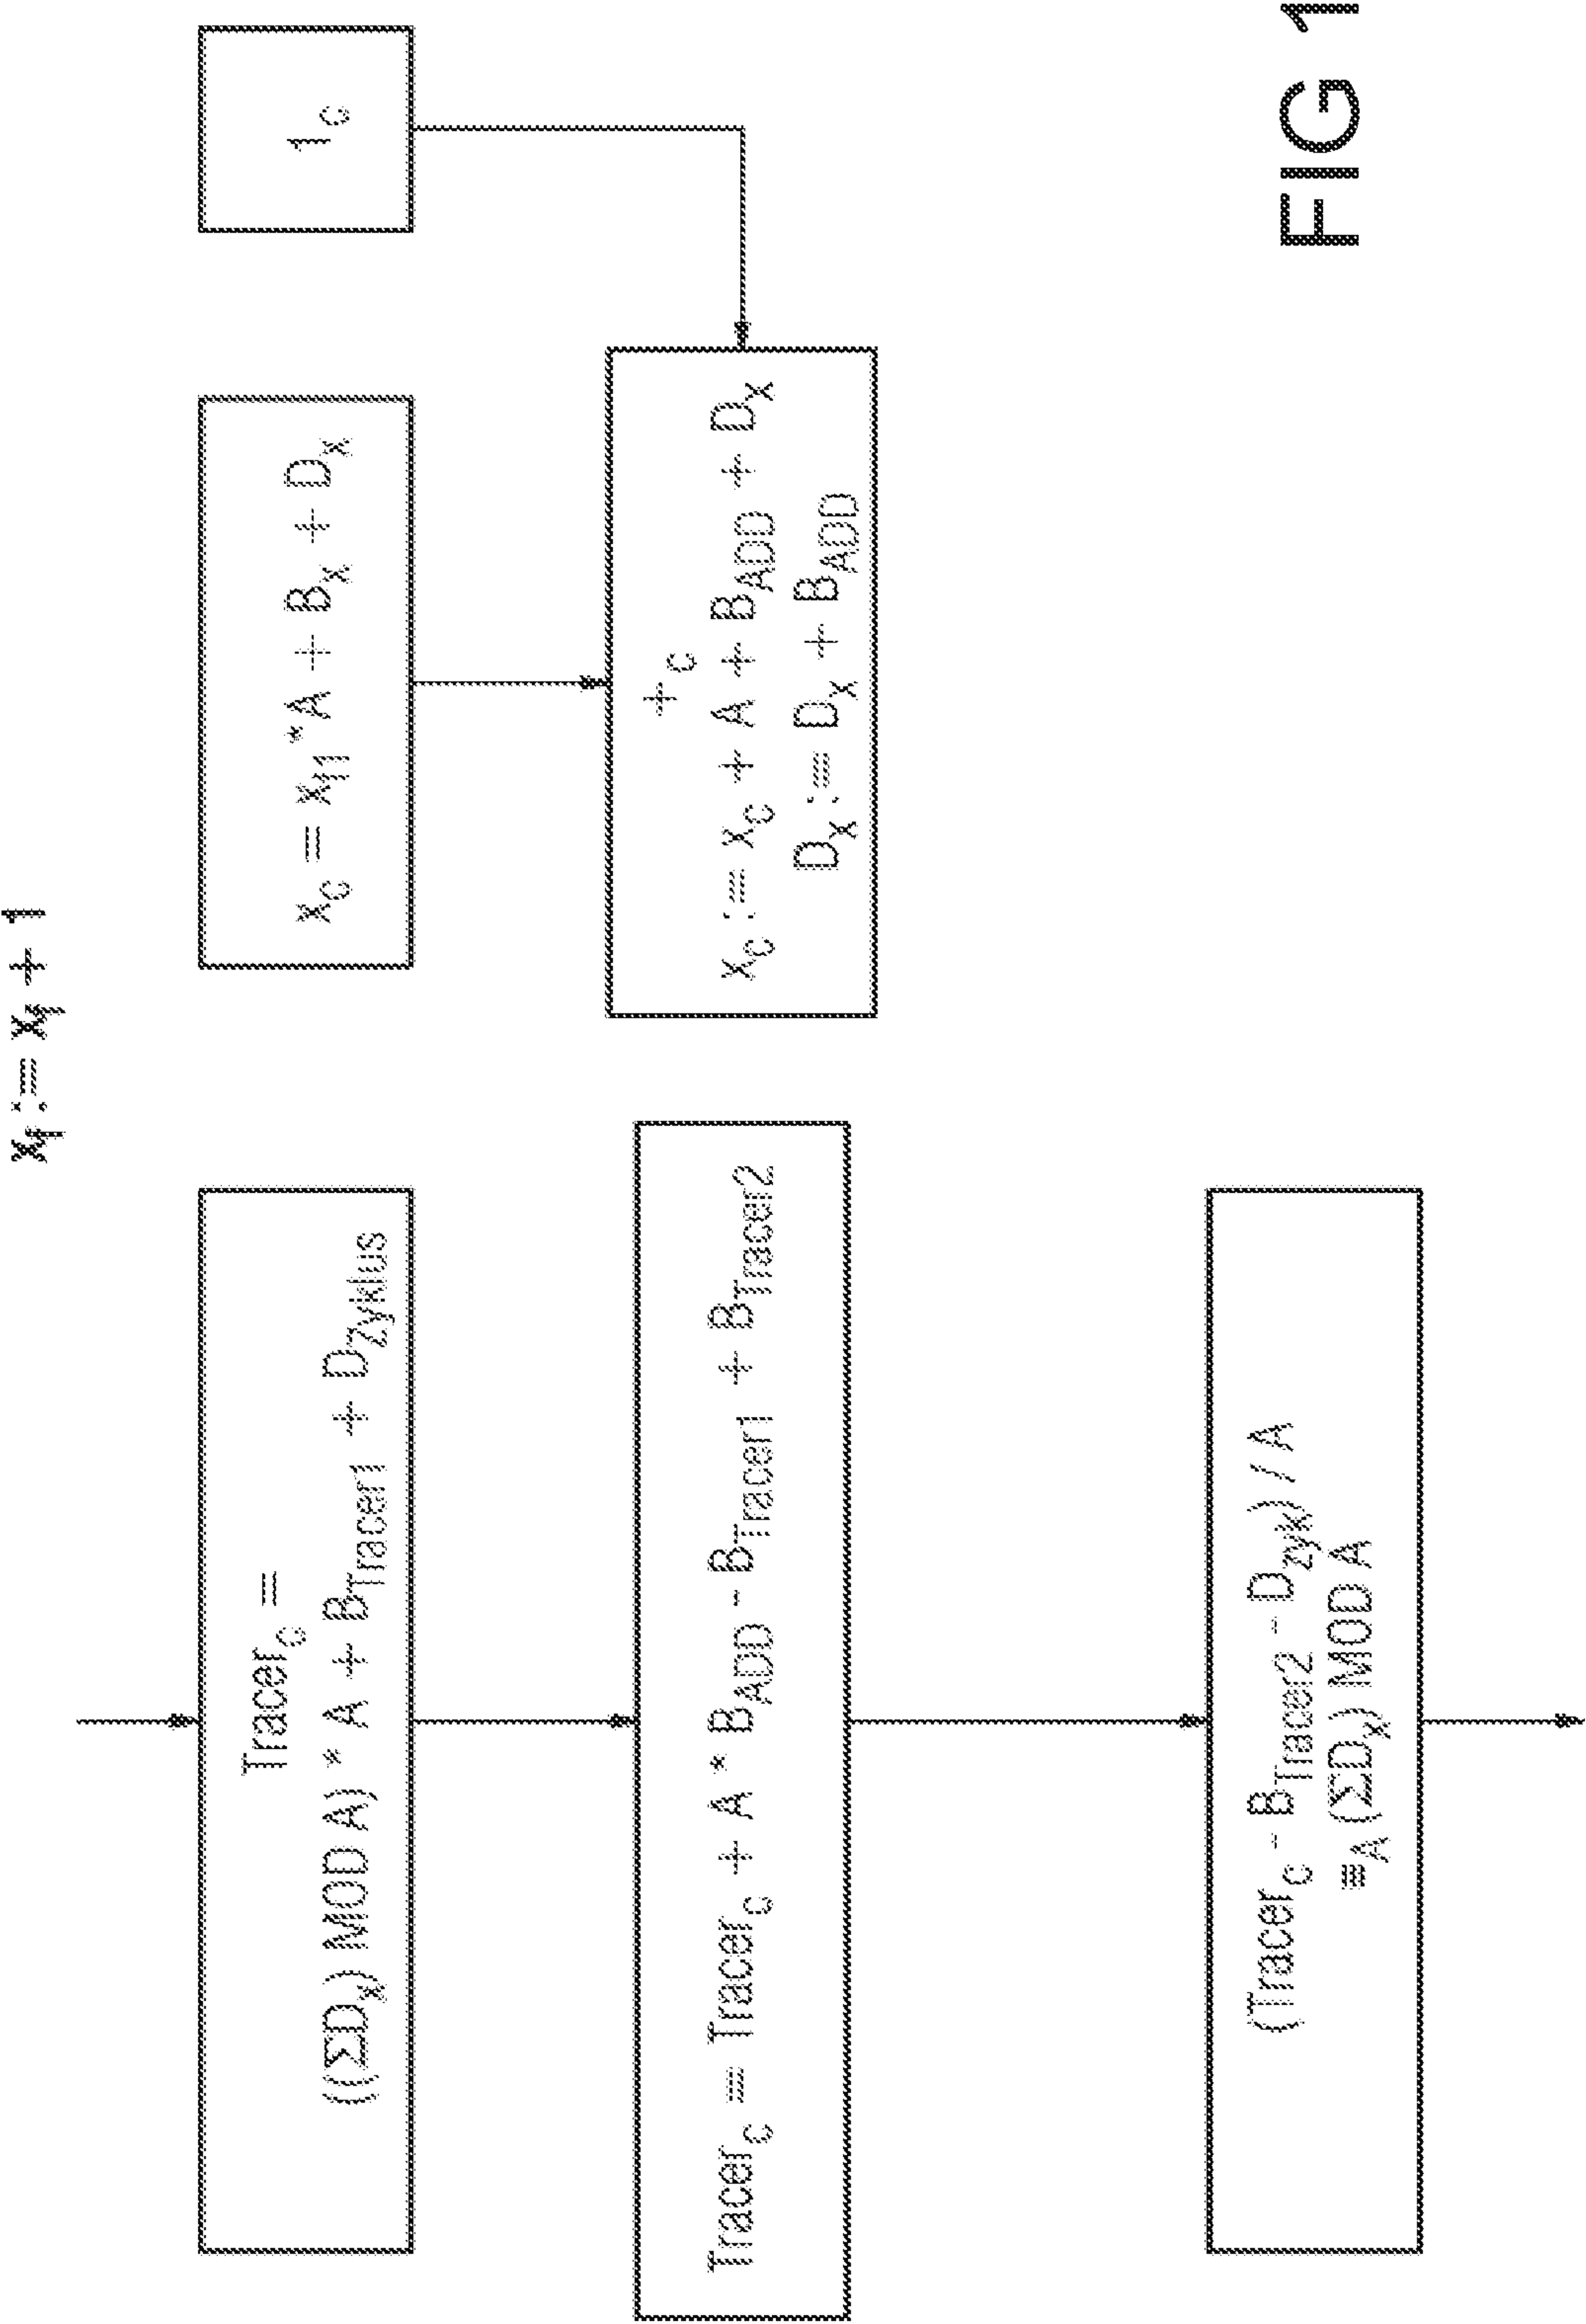 x_f := x_f + 1
Tracer_c =
((ΣD_x) MOD A) * A + B_Tracer1 + D_Zyklus
Tracer_c = Tracer_c + A * B_ADD - B_Tracer1 + B_Tracer2
(Tracer_c - B_Tracer2 - D_zyk) / A
≡_A (ΣD_x) MOD A
x_c = x_f1 * A + B_x + D_x
1_c
+_c
x_c := x_c + A + B_ADD + D_x
D_x := D_x + B_ADD
FIG 1